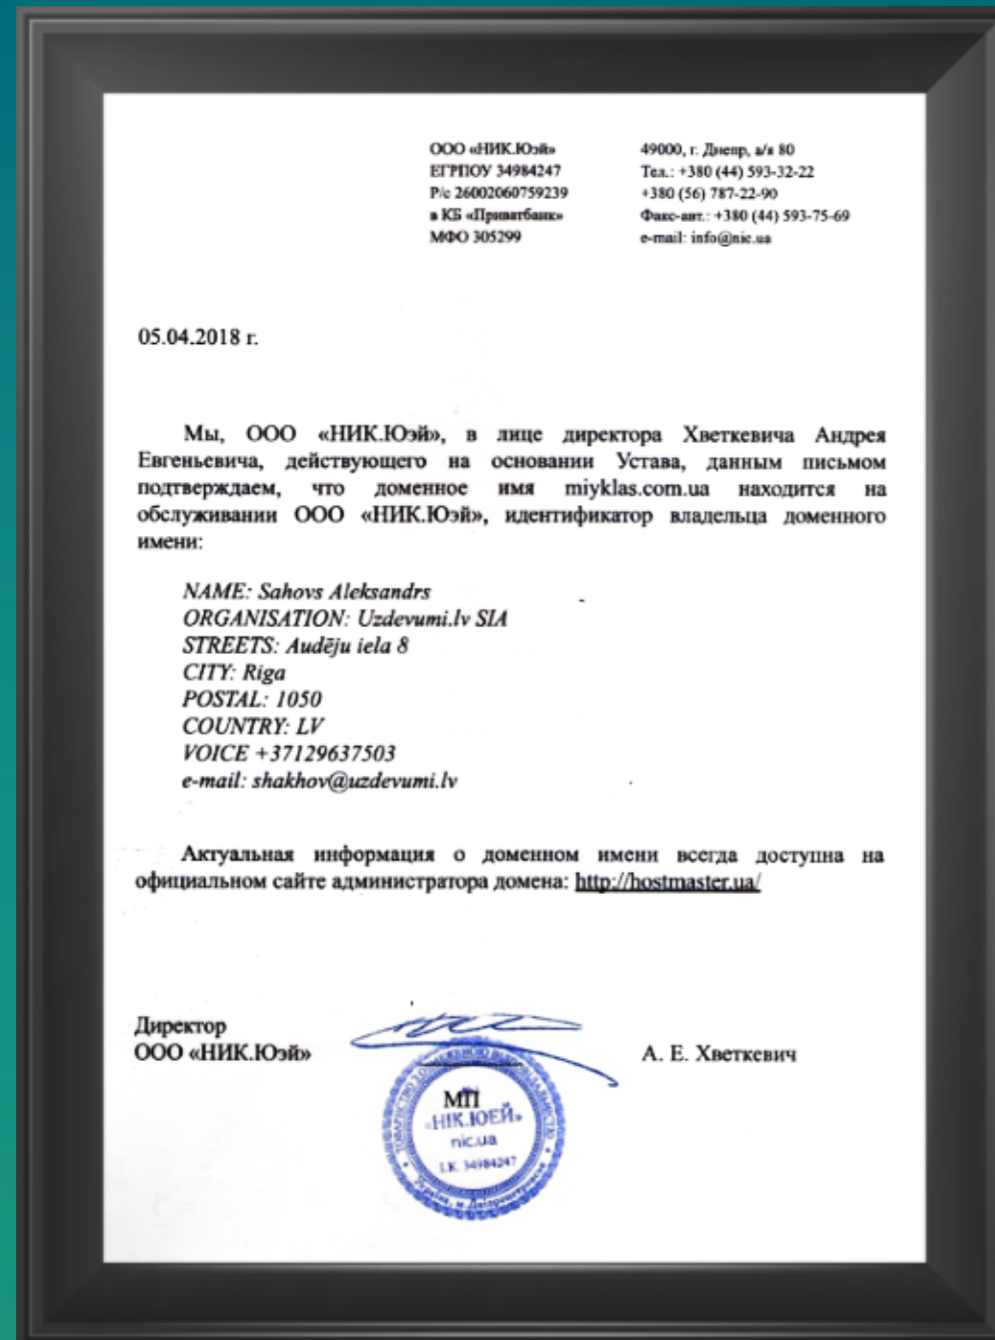 ООО «НИК.Юэй»
ЕГРПОУ 34984247
Р/с 26002060759239
в КБ «Приватбанк»
МФО 305299
49000, г. Днепр, а/я 80
Тел.: +380 (44) 593-32-22
+380 (56) 787-22-90
Факс-авт.: +380 (44) 593-75-69
e-mail: info@nic.ua
05.04.2018 г.
Мы, ООО «НИК.Юэй», в лице директора Хветкевича Андрея
Евгеньевича, действующего на основании Устава, данным письмом
подтверждаем, что доменное имя miyklas.com.ua находится на
обслуживании ООО «НИК.Юэй», идентификатор владельца доменного
имени:
NAME: Sahovs Aleksandrs
ORGANISATION: Uzdevumi.lv SIA
STREETS: Audēju iela 8
CITY: Riga
POSTAL: 1050
COUNTRY: LV
VOICE +37129637503
e-mail: shakhov@uzdevumi.lv
Актуальная информация о доменном имени всегда доступна на
официальном сайте администратора домена: http://hostmaster.ua/
Директор
ООО «НИК.Юэй»
А. Е. Хветкевич
МП
«НІК.ЮЕЙ»
nic.ua
І.К. 34984247